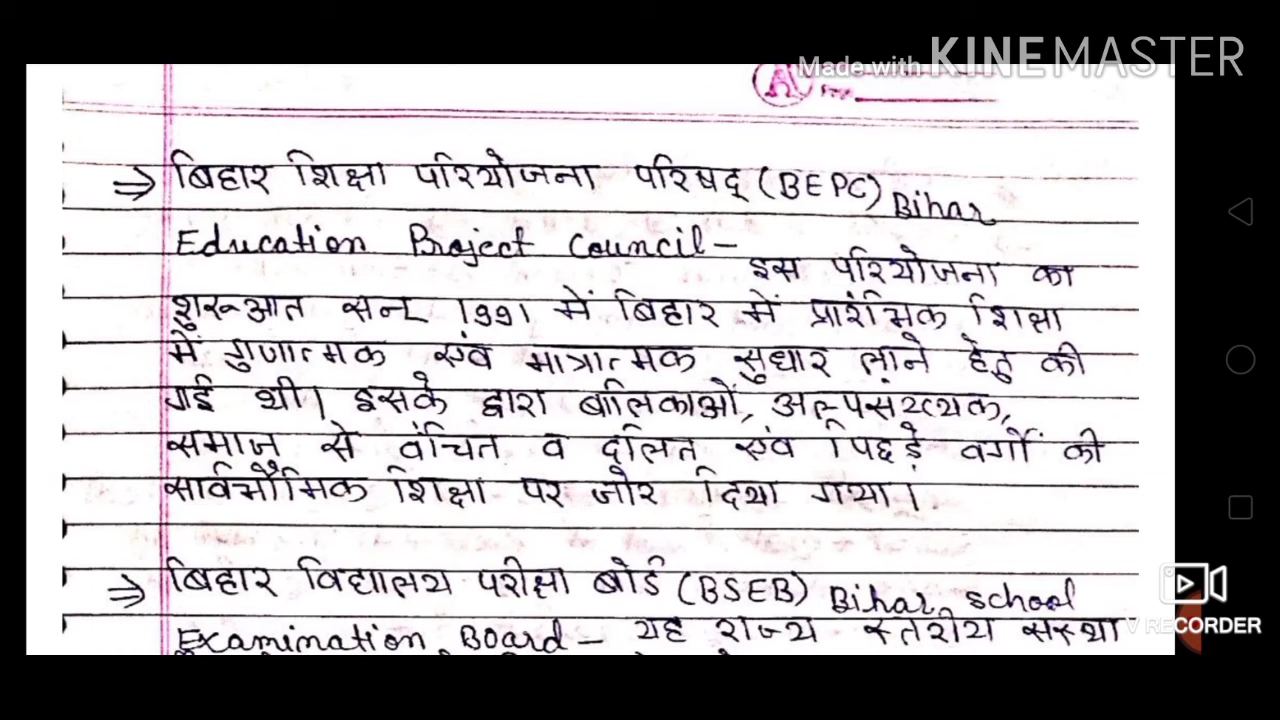 Made with KINEMASTER
A
⇒ बिहार शिक्षा परियोजना परिषद् (BEPC) Bihar
Education Project Council –
इस परियोजना का
शुरूआत सन् 1991 में बिहार में प्रारंभिक शिक्षा
में गुणात्मक एंव मात्रात्मक सुधार लाने हेतु की
गई थी। इसके द्वारा बालिकाओं, अल्पसंख्यक,
समाज से वंचित व दलित एंव पिछड़े वर्गों की
सार्वभौमिक शिक्षा पर जोर दिया गया।
⇒ बिहार विद्यालय परीक्षा बोर्ड (BSEB) Bihar School
Examination Board – यह राज्य स्तरीय संस्था
V RECORDER